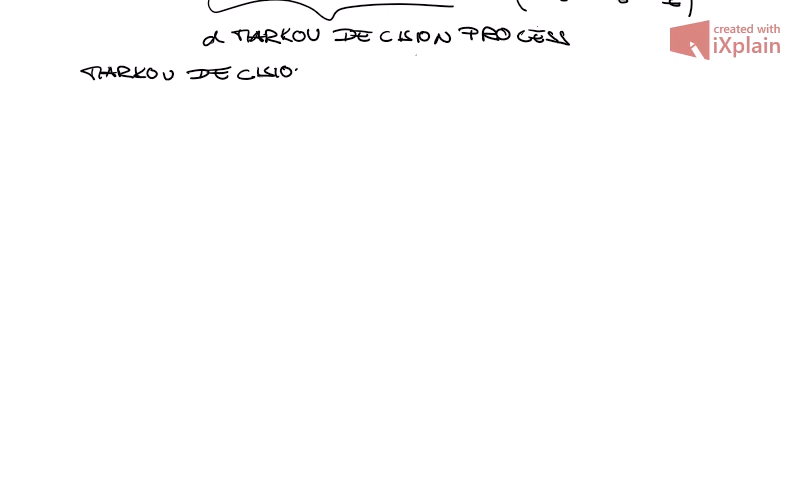 α MARKOV DECISION PROCESS
created with
iXplain
MARKOV DECISIO